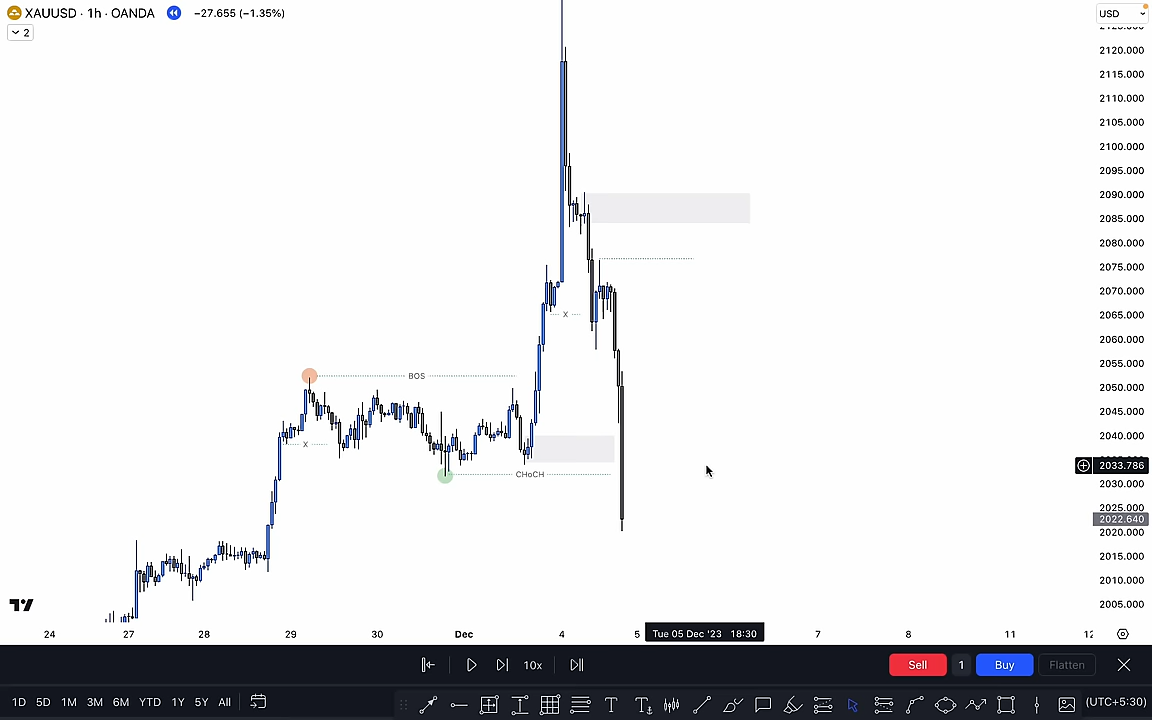 XAUUSD · 1h · OANDA −27.655 (−1.35%)
2
USD
2120.000
2115.000
2110.000
2105.000
2100.000
2095.000
2090.000
2085.000
2080.000
2075.000
2070.000
2065.000
2060.000
2055.000
2050.000
2045.000
2040.000
2033.786
2030.000
2025.000
2022.640
2020.000
2015.000
2010.000
2005.000
X
BOS
X
CHoCH
24 27 28 29 30 Dec 4 5 Tue 05 Dec '23 18:30 7 8 11 12
10x
Sell 1 Buy Flatten
1D 5D 1M 3M 6M YTD 1Y 5Y All
(UTC+5:30)